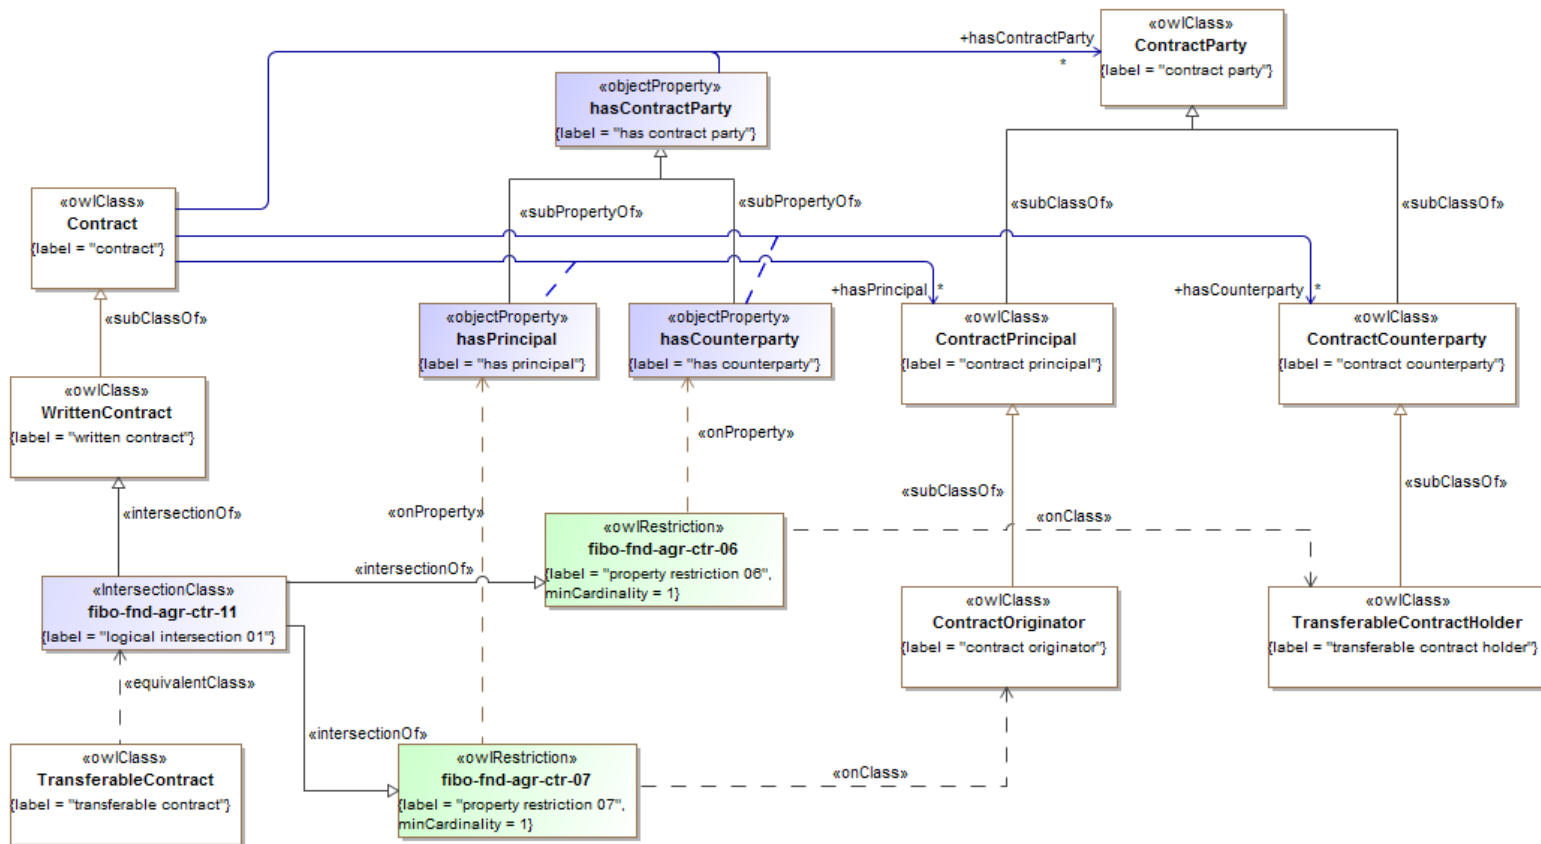 «owlClass»
ContractParty
{label = "contract party"}
+hasContractParty
*
«objectProperty»
hasContractParty
{label = "has contract party"}
«owlClass»
Contract
{label = "contract"}
«subPropertyOf»
«subPropertyOf»
«subClassOf»
«subClassOf»
+hasPrincipal
*
+hasCounterparty
*
«subClassOf»
«objectProperty»
hasPrincipal
{label = "has principal"}
«objectProperty»
hasCounterparty
{label = "has counterparty"}
«owlClass»
ContractPrincipal
{label = "contract principal"}
«owlClass»
ContractCounterparty
{label = "contract counterparty"}
«owlClass»
WrittenContract
{label = "written contract"}
«onProperty»
«subClassOf»
«subClassOf»
«intersectionOf»
«onProperty»
«onClass»
«owlRestriction»
fibo-fnd-agr-ctr-06
{label = "property restriction 06",
minCardinality = 1}
«intersectionOf»
«IntersectionClass»
fibo-fnd-agr-ctr-11
{label = "logical intersection 01"}
«owlClass»
ContractOriginator
{label = "contract originator"}
«owlClass»
TransferableContractHolder
{label = "transferable contract holder"}
«equivalentClass»
«intersectionOf»
«owlClass»
TransferableContract
{label = "transferable contract"}
«owlRestriction»
fibo-fnd-agr-ctr-07
{label = "property restriction 07",
minCardinality = 1}
«onClass»